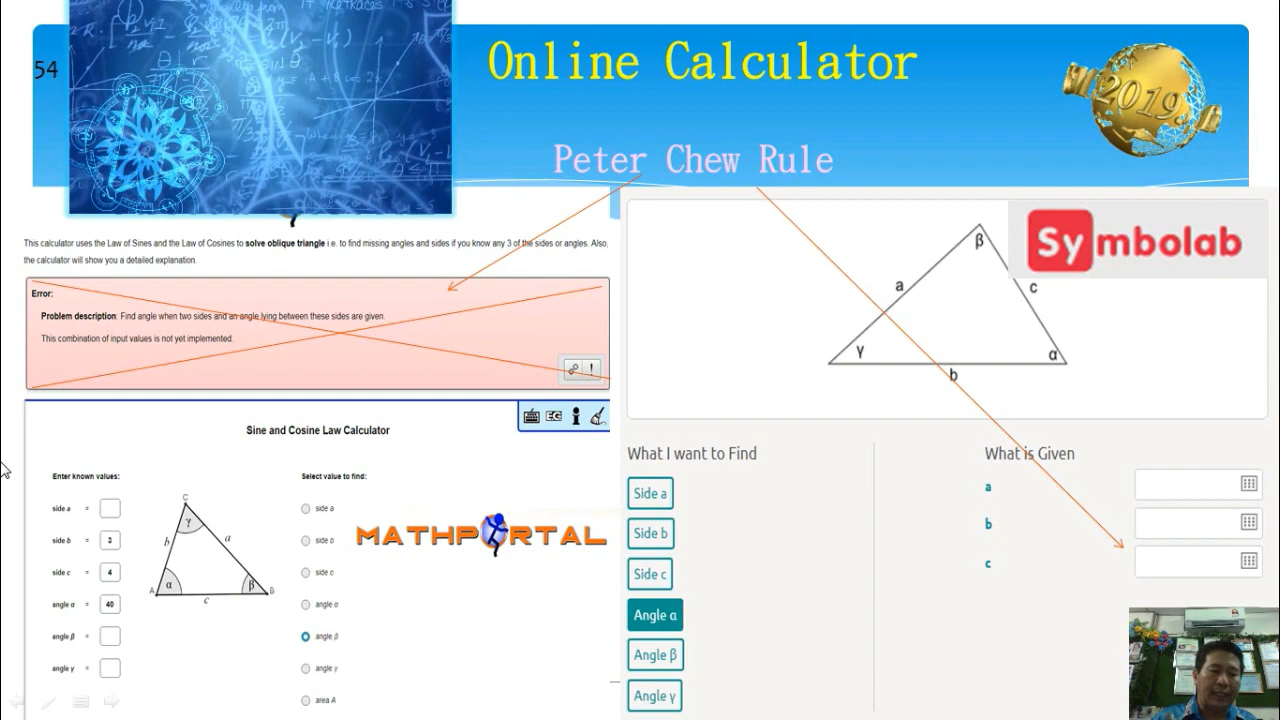 54
Online Calculator
2019
Peter Chew Rule
This calculator uses the Law of Sines and the Law of Cosines to solve oblique triangle i.e. to find missing angles and sides if you know any 3 of the sides or angles. Also,
the calculator will show you a detailed explanation.
Error:
Problem description: Find angle when two sides and an angle lying between these sides are given.
This combination of input values is not yet implemented.
!
EG
i
Sine and Cosine Law Calculator
Enter known values:
Select value to find:
side a =
side b = 3
side c = 4
angle α = 40
angle β =
angle γ =
C
γ
b
a
A
α
β
B
c
side a
side b
side c
angle α
angle β
angle γ
area A
MATHPORTAL
Symbolab
β
a
c
γ
α
b
What I want to Find
What is Given
Side a
a
Side b
b
Side c
c
Angle α
Angle β
Angle γ